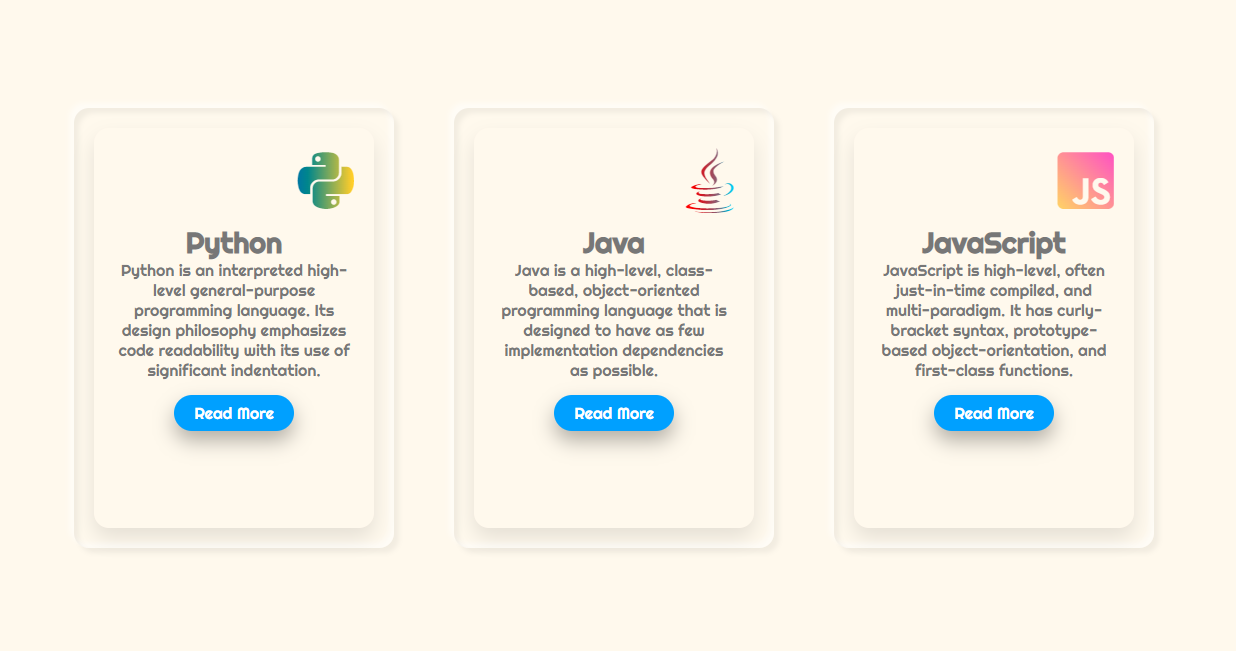 Python
Python is an interpreted high-
level general-purpose
programming language. Its
design philosophy emphasizes
code readability with its use of
significant indentation.
Read More
Java
Java is a high-level, class-
based, object-oriented
programming language that is
designed to have as few
implementation dependencies
as possible.
Read More
JS
JavaScript
JavaScript is high-level, often
just-in-time compiled, and
multi-paradigm. It has curly-
bracket syntax, prototype-
based object-orientation, and
first-class functions.
Read More